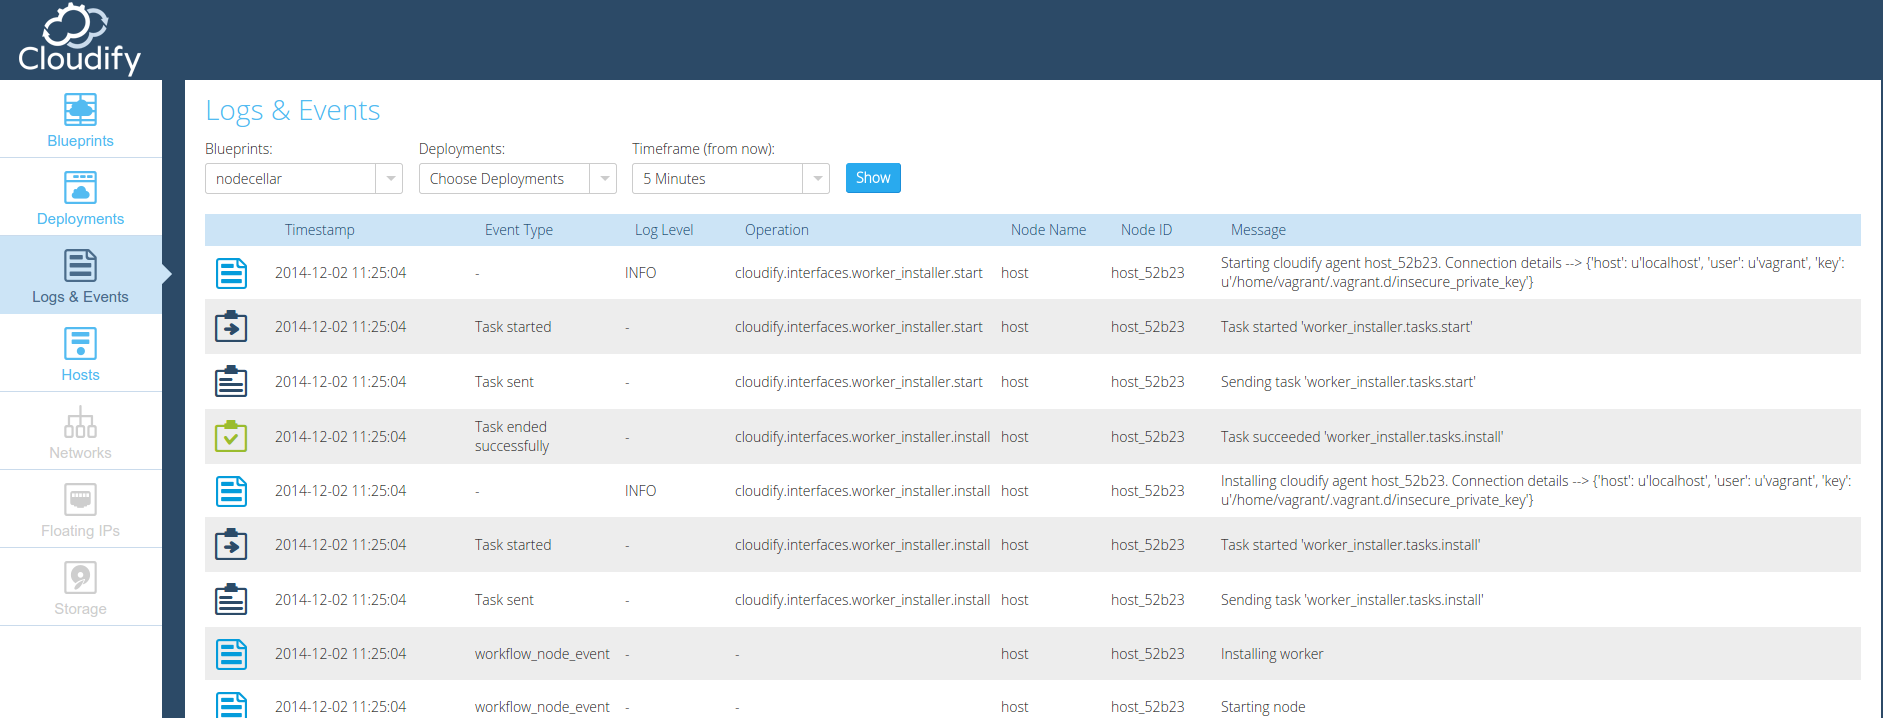 Cloudify
Blueprints
Deployments
Logs & Events
Hosts
Networks
Floating IPs
Storage
Logs & Events
Blueprints: Deployments: Timeframe (from now):
nodecellar Choose Deployments 5 Minutes Show
Timestamp Event Type Log Level Operation Node Name Node ID Message
2014-12-02 11:25:04 - INFO cloudify.interfaces.worker_installer.start host host_52b23 Starting cloudify agent host_52b23. Connection details --> {'host': u'localhost', 'user': u'vagrant', 'key':
u'/home/vagrant/.vagrant.d/insecure_private_key'}
2014-12-02 11:25:04 Task started - cloudify.interfaces.worker_installer.start host host_52b23 Task started 'worker_installer.tasks.start'
2014-12-02 11:25:04 Task sent - cloudify.interfaces.worker_installer.start host host_52b23 Sending task 'worker_installer.tasks.start'
2014-12-02 11:25:04 Task ended
successfully - cloudify.interfaces.worker_installer.install host host_52b23 Task succeeded 'worker_installer.tasks.install'
2014-12-02 11:25:04 - INFO cloudify.interfaces.worker_installer.install host host_52b23 Installing cloudify agent host_52b23. Connection details --> {'host': u'localhost', 'user': u'vagrant', 'key':
u'/home/vagrant/.vagrant.d/insecure_private_key'}
2014-12-02 11:25:04 Task started - cloudify.interfaces.worker_installer.install host host_52b23 Task started 'worker_installer.tasks.install'
2014-12-02 11:25:04 Task sent - cloudify.interfaces.worker_installer.install host host_52b23 Sending task 'worker_installer.tasks.install'
2014-12-02 11:25:04 workflow_node_event - - host host_52b23 Installing worker
2014-12-02 11:25:04 workflow_node_event - - host host_52b23 Starting node